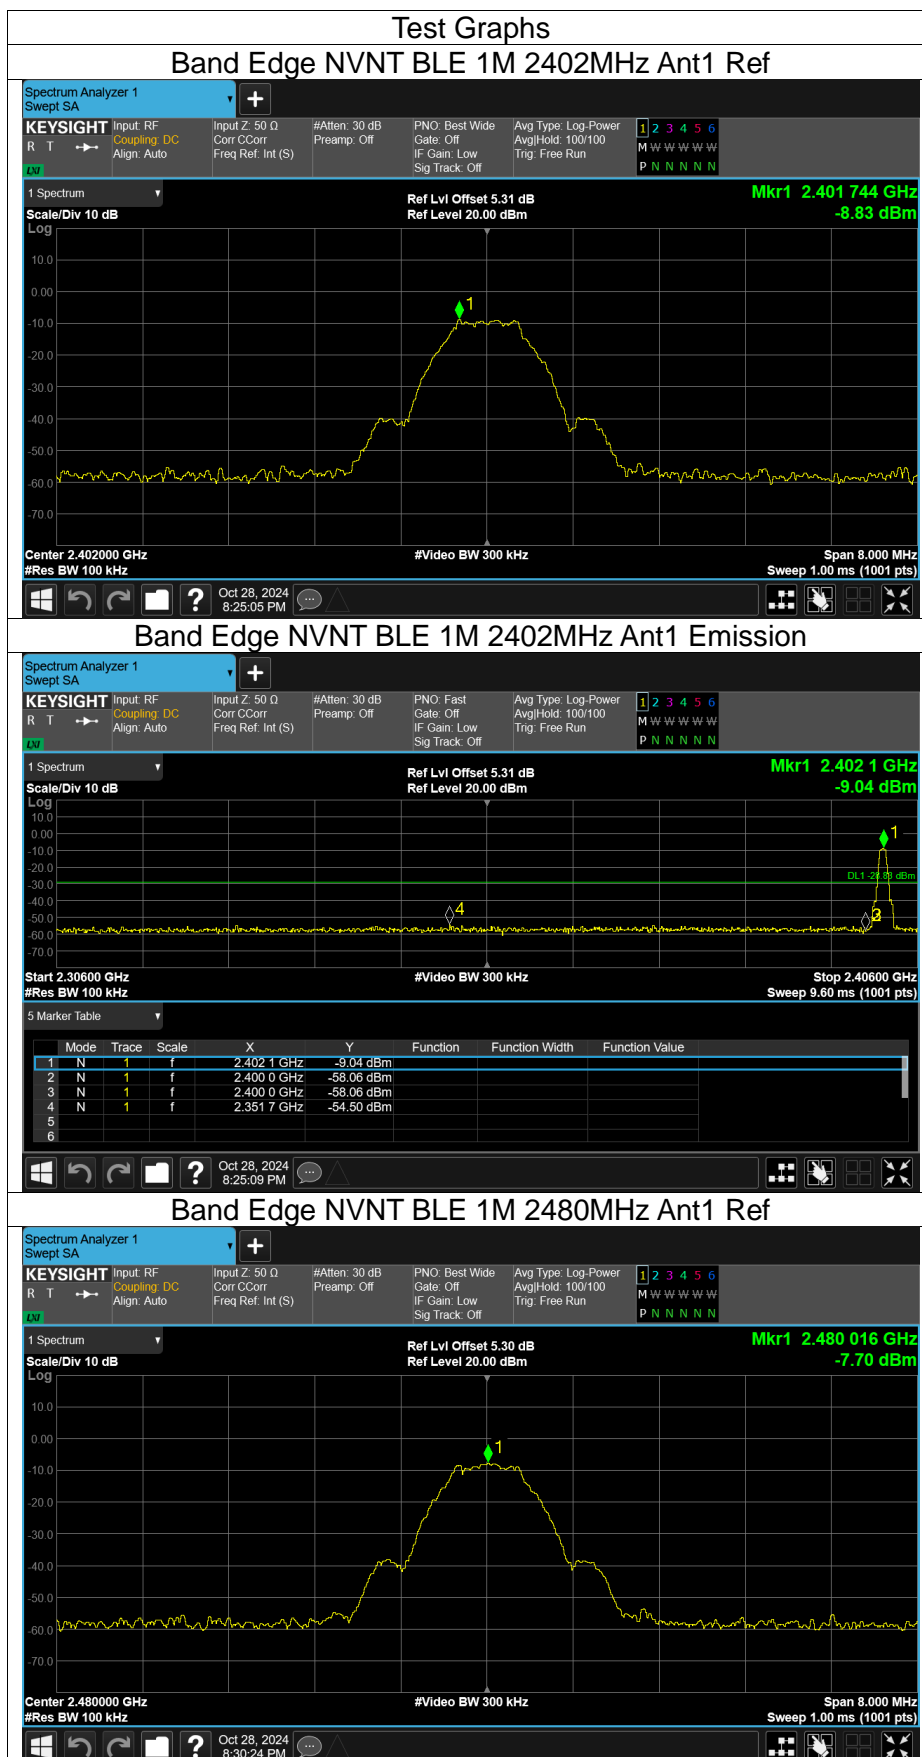 Test Graphs
Band Edge NVNT BLE 1M 2402MHz Ant1 Ref
Spectrum Analyzer 1
Swept SA
KEYSIGHT Input: RF Input Z: 50 Ω #Atten: 30 dB PNO: Best Wide Avg Type: Log-Power 1 2 3 4 5 6
R T Coupling: DC Corr CCorr Preamp: Off Gate: Off Avg|Hold: 100/100 M W W W W W
Align: Auto Freq Ref: Int (S) IF Gain: Low Trig: Free Run
LXI Sig Track: Off P N N N N N
1 Spectrum Ref Lvl Offset 5.31 dB Mkr1 2.401 744 GHz
Scale/Div 10 dB Ref Level 20.00 dBm -8.83 dBm
Log
10.0
0.00
1
-10.0
-20.0
-30.0
-40.0
-50.0
-60.0
-70.0
Center 2.402000 GHz #Video BW 300 kHz Span 8.000 MHz
#Res BW 100 kHz Sweep 1.00 ms (1001 pts)
? Oct 28, 2024
8:25:05 PM
Band Edge NVNT BLE 1M 2402MHz Ant1 Emission
Spectrum Analyzer 1
Swept SA
KEYSIGHT Input: RF Input Z: 50 Ω #Atten: 30 dB PNO: Fast Avg Type: Log-Power 1 2 3 4 5 6
R T Coupling: DC Corr CCorr Preamp: Off Gate: Off Avg|Hold: 100/100 M W W W W W
Align: Auto Freq Ref: Int (S) IF Gain: Low Trig: Free Run
LXI Sig Track: Off P N N N N N
1 Spectrum Ref Lvl Offset 5.31 dB Mkr1 2.402 1 GHz
Scale/Div 10 dB Ref Level 20.00 dBm -9.04 dBm
Log
10.0
0.00 1
-10.0
-20.0
DL1 -28.83 dBm
-30.0
-40.0
4
-50.0
-60.0
-70.0
Start 2.30600 GHz #Video BW 300 kHz Stop 2.40600 GHz
#Res BW 100 kHz Sweep 9.60 ms (1001 pts)
5 Marker Table
Mode Trace Scale X Y Function Function Width Function Value
1 N 1 f 2.402 1 GHz -9.04 dBm
2 N 1 f 2.400 0 GHz -58.06 dBm
3 N 1 f 2.400 0 GHz -58.06 dBm
4 N 1 f 2.351 7 GHz -54.50 dBm
5
6
? Oct 28, 2024
8:25:09 PM
Band Edge NVNT BLE 1M 2480MHz Ant1 Ref
Spectrum Analyzer 1
Swept SA
KEYSIGHT Input: RF Input Z: 50 Ω #Atten: 30 dB PNO: Best Wide Avg Type: Log-Power 1 2 3 4 5 6
R T Coupling: DC Corr CCorr Preamp: Off Gate: Off Avg|Hold: 100/100 M W W W W W
Align: Auto Freq Ref: Int (S) IF Gain: Low Trig: Free Run
LXI Sig Track: Off P N N N N N
1 Spectrum Ref Lvl Offset 5.30 dB Mkr1 2.480 016 GHz
Scale/Div 10 dB Ref Level 20.00 dBm -7.70 dBm
Log
10.0
0.00
1
-10.0
-20.0
-30.0
-40.0
-50.0
-60.0
-70.0
Center 2.480000 GHz #Video BW 300 kHz Span 8.000 MHz
#Res BW 100 kHz Sweep 1.00 ms (1001 pts)
? Oct 28, 2024
8:30:24 PM